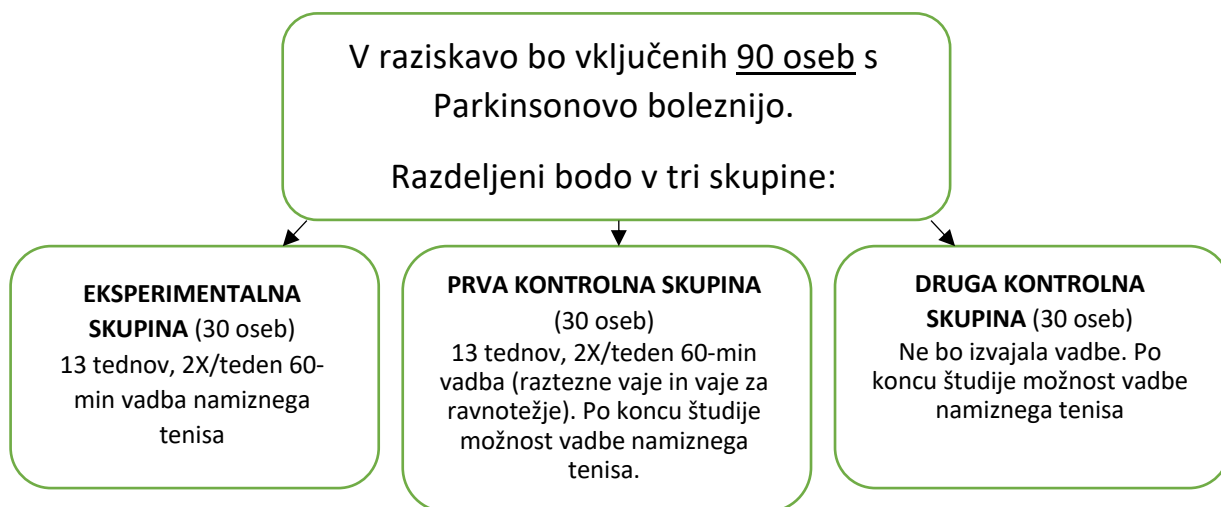 V raziskavo bo vključenih 90 oseb s
Parkinsonovo boleznijo.
Razdeljeni bodo v tri skupine:
EKSPERIMENTALNA
SKUPINA (30 oseb)
13 tednov, 2X/teden 60-
min vadba namiznega
tenisa
PRVA KONTROLNA SKUPINA
(30 oseb)
13 tednov, 2X/teden 60-min
vadba (raztezne vaje in vaje za
ravnotežje). Po koncu študije
možnost vadbe namiznega
tenisa.
DRUGA KONTROLNA
SKUPINA (30 oseb)
Ne bo izvajala vadbe. Po
koncu študije možnost vadbe
namiznega tenisa